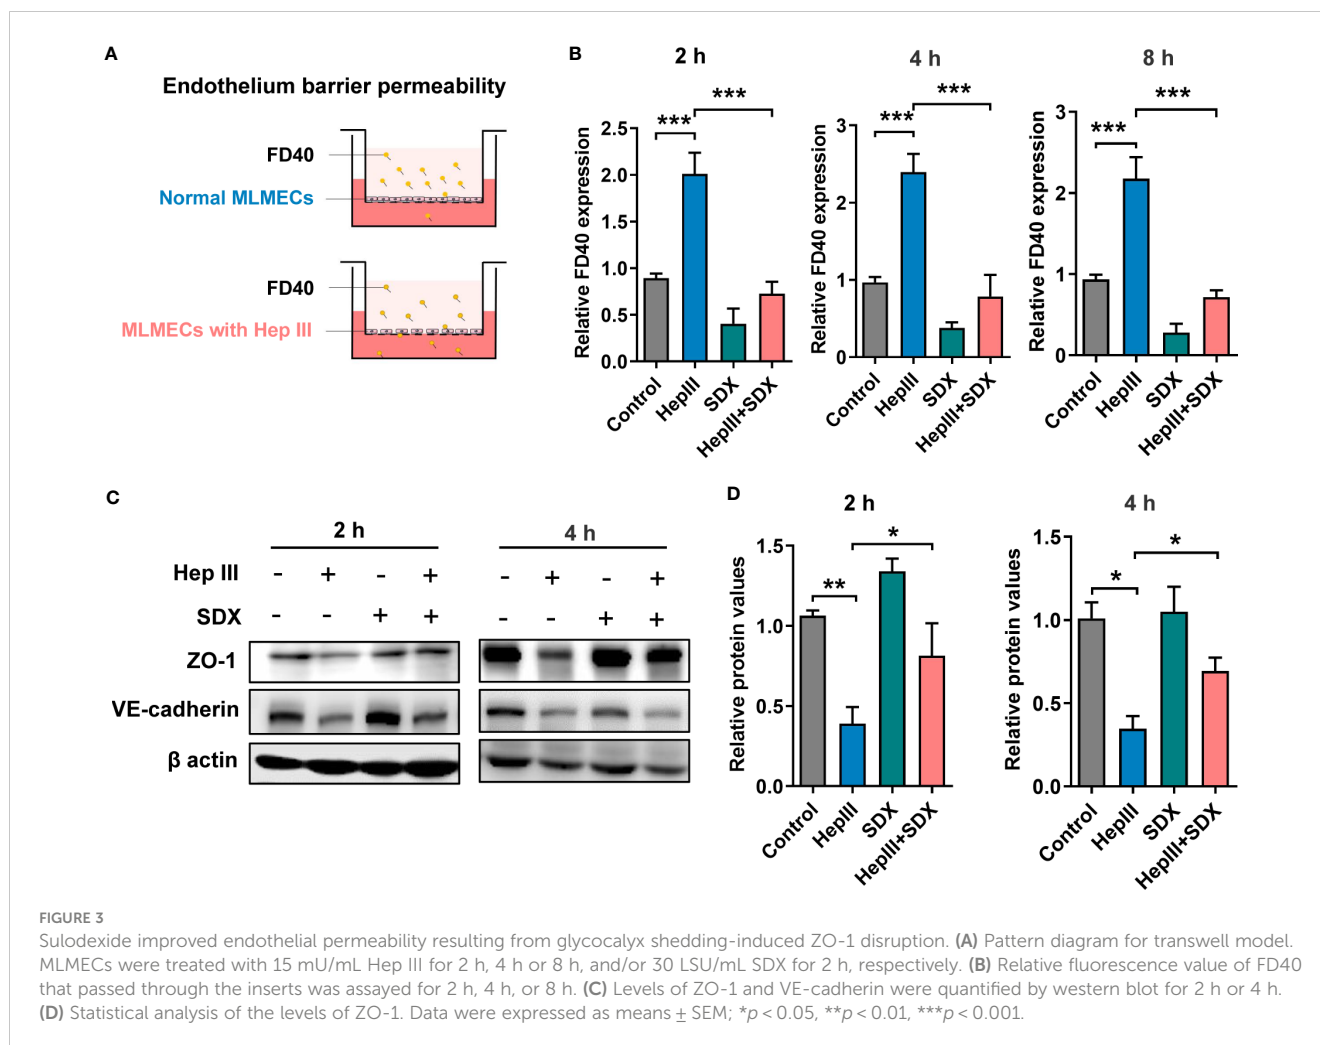 A
Endothelium barrier permeability
FD40
Normal MLMECs
FD40
MLMECs with Hep III
B
2 h
***
***
Relative FD40 expression
2.5
2.0
1.5
1.0
0.5
0.0
Control
HepIII
SDX
HepIII+SDX
4 h
***
***
Relative FD40 expression
3
2
1
0
Control
HepIII
SDX
HepIII+SDX
8 h
***
***
Relative FD40 expression
3
2
1
0
Control
HepIII
SDX
HepIII+SDX
C
2 h
4 h
Hep III - + - + - + - +
SDX - - + + - - + +
ZO-1
VE-cadherin
β actin
D
2 h
*
**
Relative protein values
1.5
1.0
0.5
0.0
Control
HepIII
SDX
HepIII+SDX
4 h
*
*
Relative protein values
1.5
1.0
0.5
0.0
Control
HepIII
SDX
HepIII+SDX
FIGURE 3
Sulodexide improved endothelial permeability resulting from glycocalyx shedding-induced ZO-1 disruption. (A) Pattern diagram for transwell model.
MLMECs were treated with 15 mU/mL Hep III for 2 h, 4 h or 8 h, and/or 30 LSU/mL SDX for 2 h, respectively. (B) Relative fluorescence value of FD40
that passed through the inserts was assayed for 2 h, 4 h, or 8 h. (C) Levels of ZO-1 and VE-cadherin were quantified by western blot for 2 h or 4 h.
(D) Statistical analysis of the levels of ZO-1. Data were expressed as means ± SEM; *p < 0.05, **p < 0.01, ***p < 0.001.